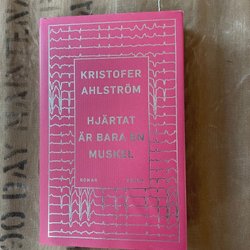 KRISTOFER
AHLSTRÖM
HJÄRTAT
ÄR BARA EN
MUSKEL
ROMAN